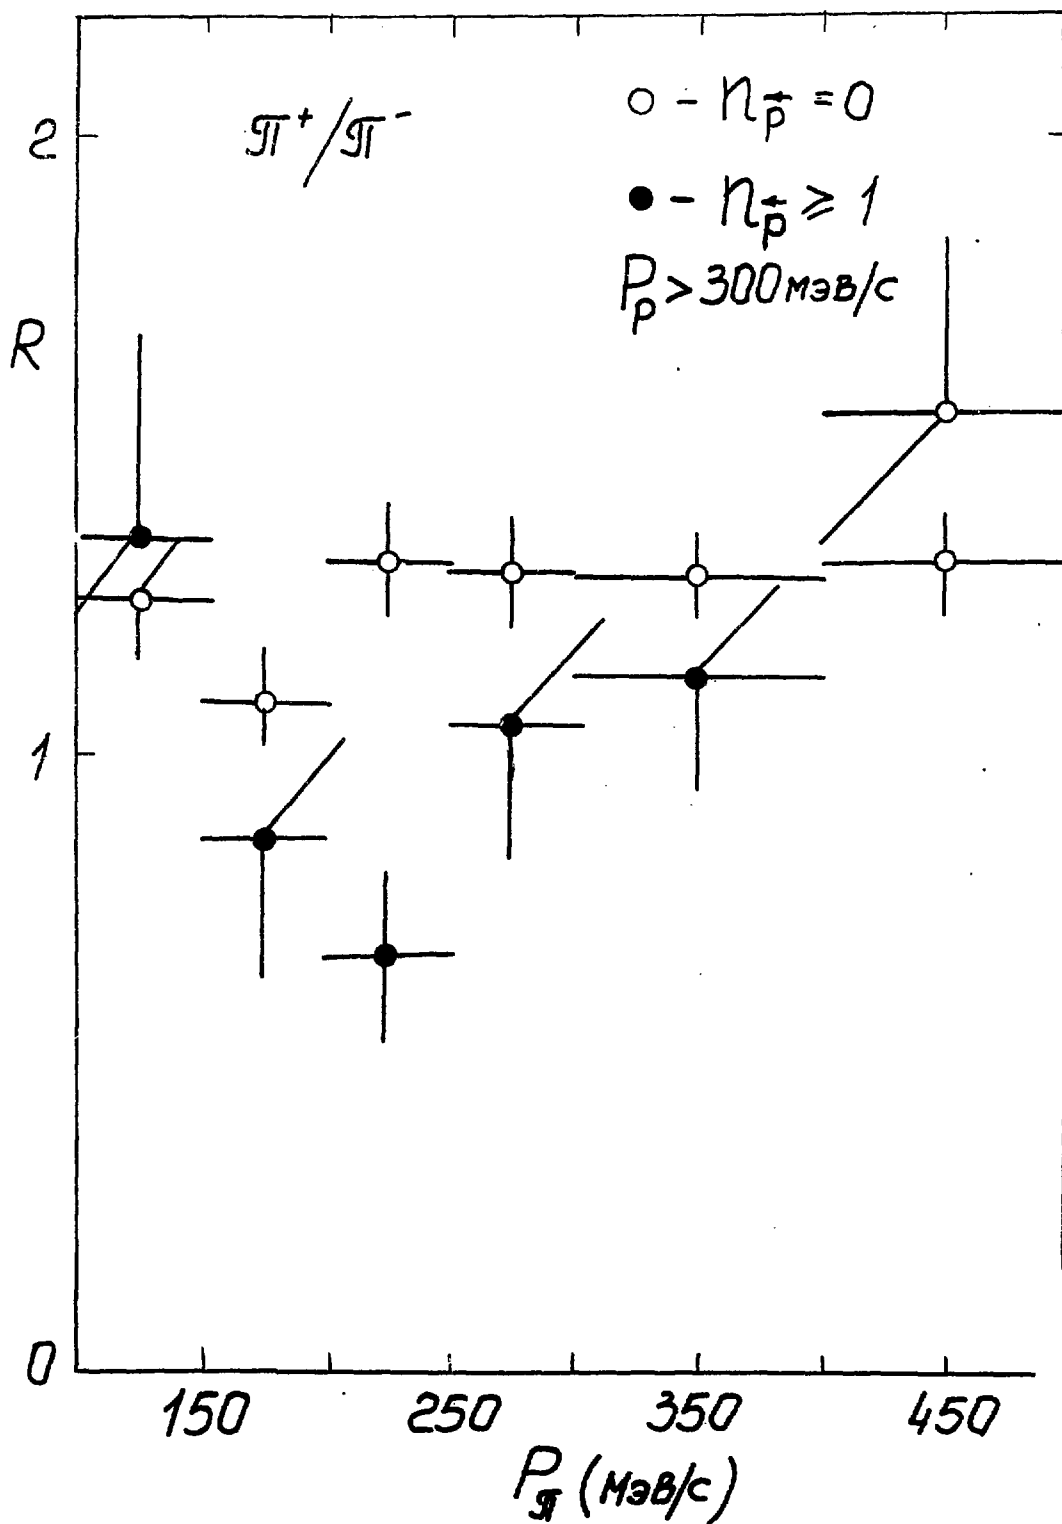 π⁺/π⁻
○ - n_p⃖ = 0
● - n_p⃖ ⩾ 1
P_p > 300 мэв/с
2
R
1
0
150 250 350 450
P_π (мэв/с)